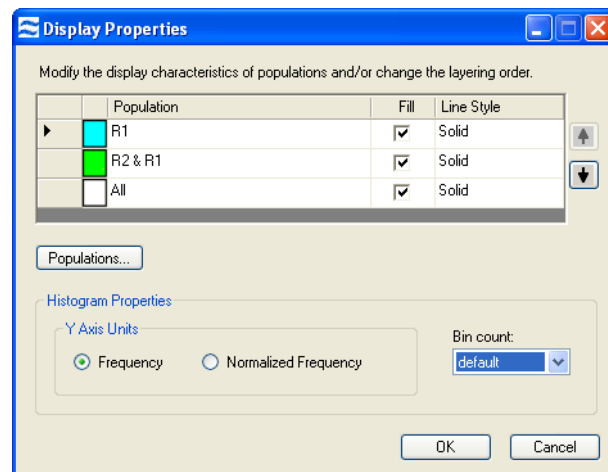 Display Properties
Modify the display characteristics of populations and/or change the layering order.
Population Fill Line Style
R1 Solid
R2 & R1 Solid
All Solid
Populations...
Histogram Properties
Y Axis Units
Frequency Normalized Frequency
Bin count:
default
OK Cancel